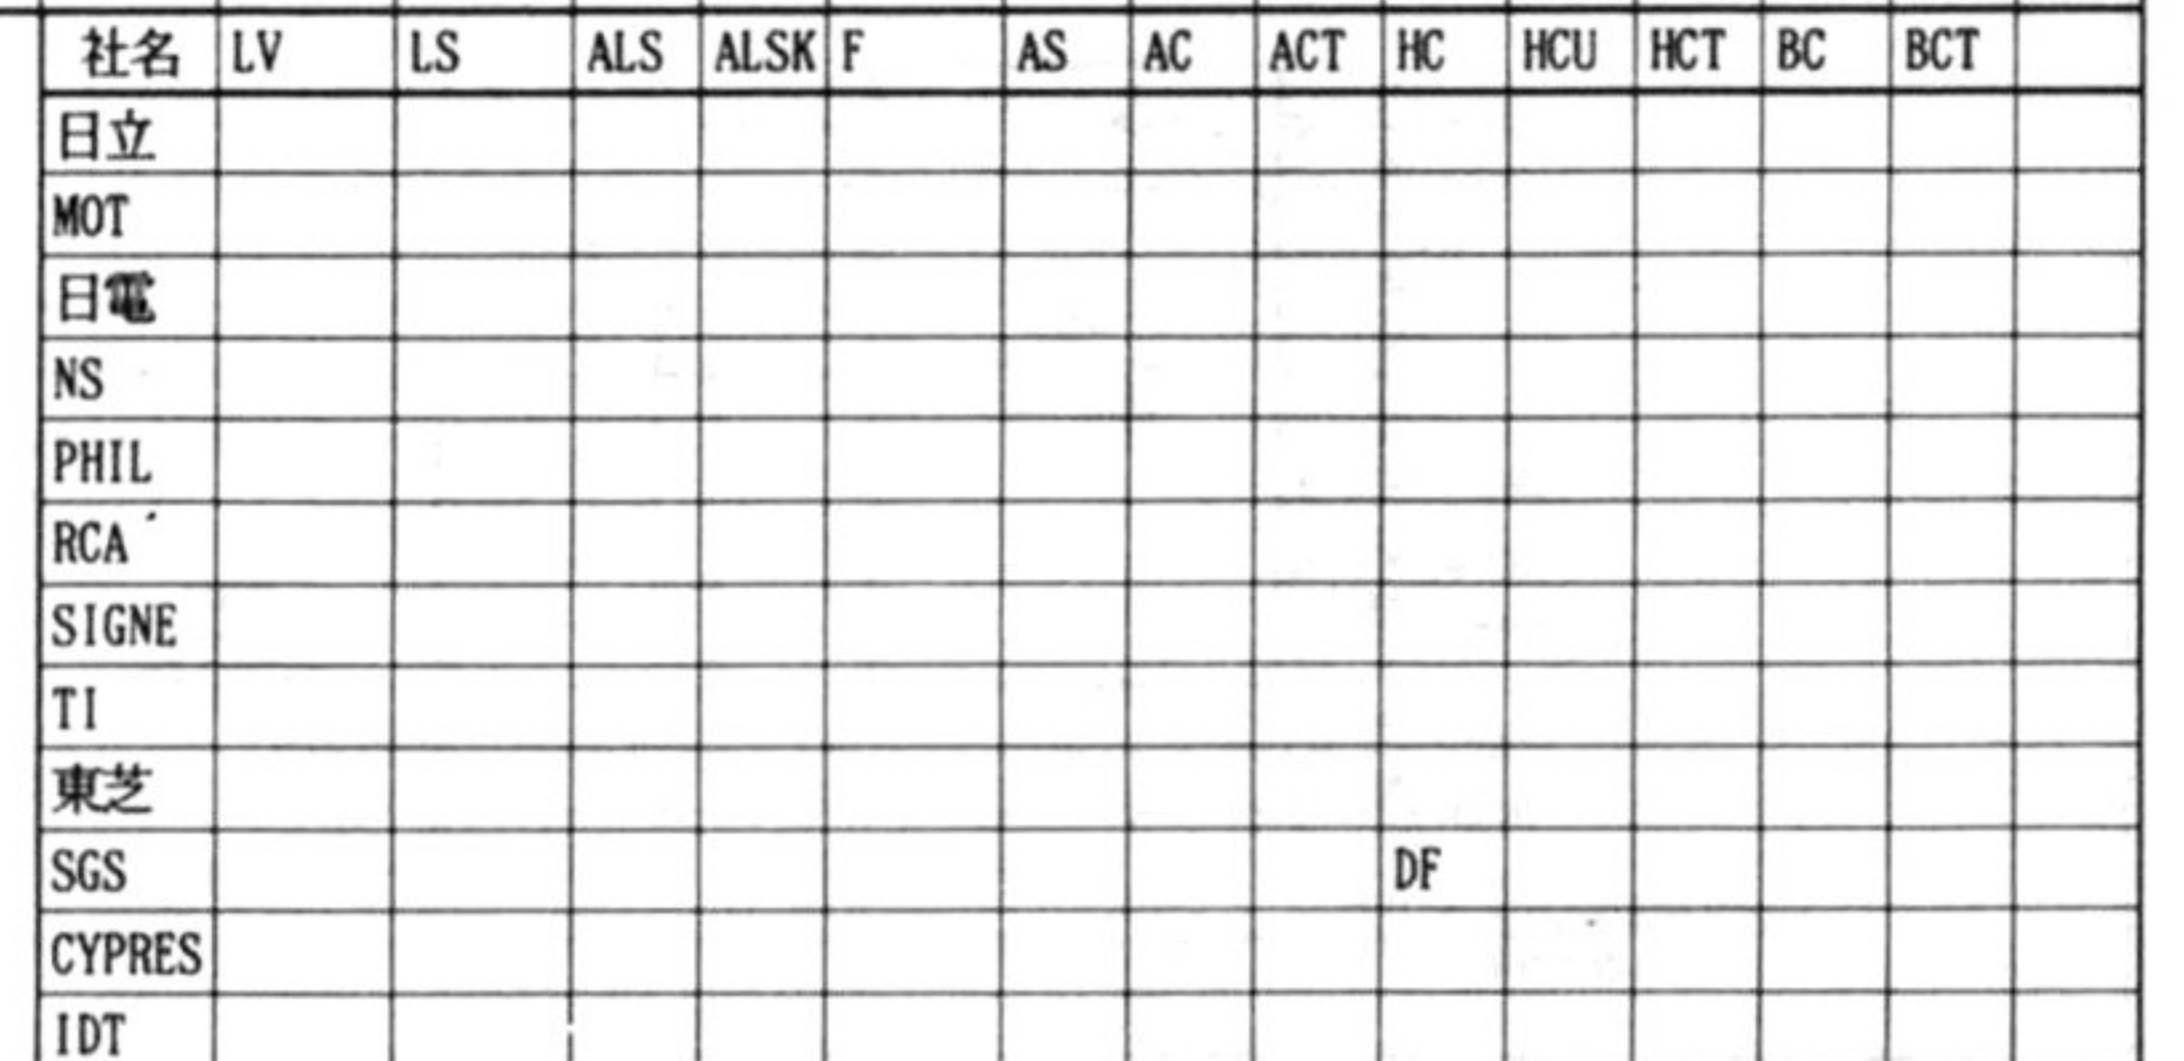 社名 LV LS ALS ALSK F AS AC ACT HC HCU HCT BC BCT
日立
MOT
日電
NS
PHIL
RCA
SIGNE
TI
東芝
SGS DF
CYPRES
IDT